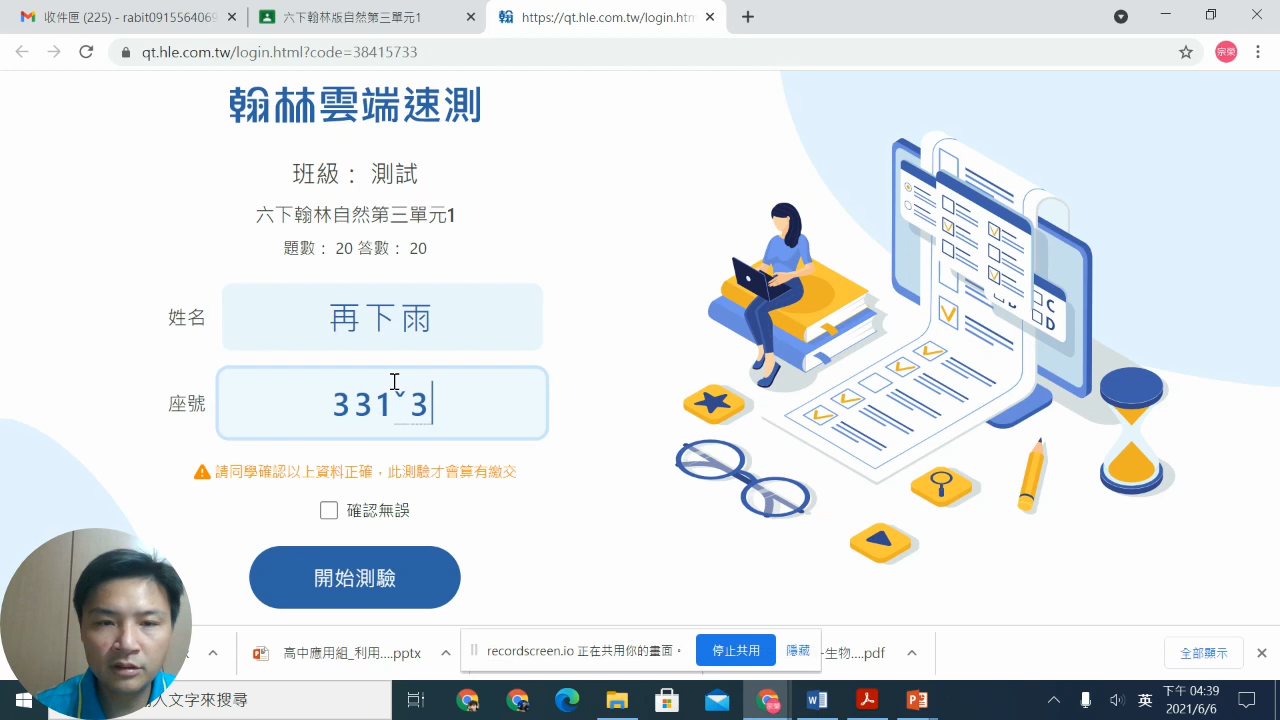 收件匣 (225) - rabit0915564069
六下翰林版自然第三單元1
翰
https://qt.hle.com.tw/login.htm
qt.hle.com.tw/login.html?code=38415733
宗榮
翰林雲端速測
班級： 測試
六下翰林自然第三單元1
題數： 20 答數： 20
姓名
再下雨
座號
331ˇ3
請同學確認以上資料正確，此測驗才會算有繳交
確認無誤
開始測驗
C
D
高中應用組_利用....pptx
recordscreen.io 正在共用你的畫面。
停止共用
隱藏
-生物....pdf
全部顯示
入文字來搜尋
英
下午 04:39
2021/6/6